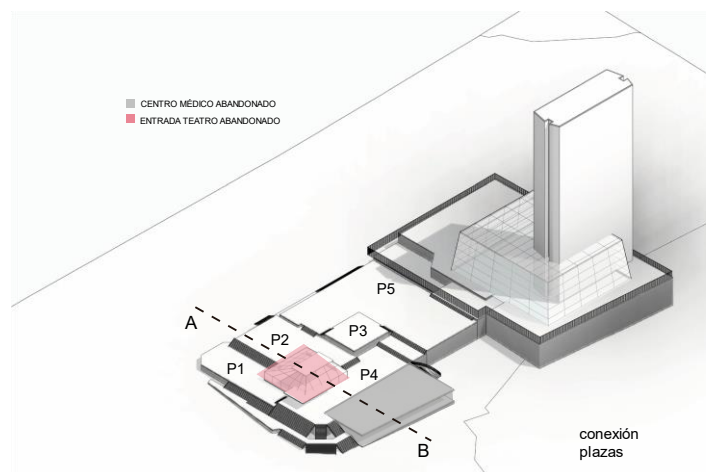 CENTRO MÉDICO ABANDONADO
ENTRADA TEATRO ABANDONADO
P5
A
P2
P3
P1
P4
B
conexión
plazas